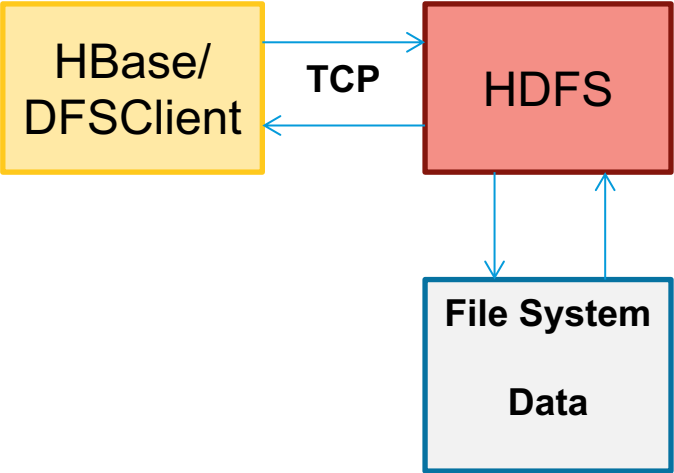 HBase/
DFSClient
TCP
HDFS
File System
Data